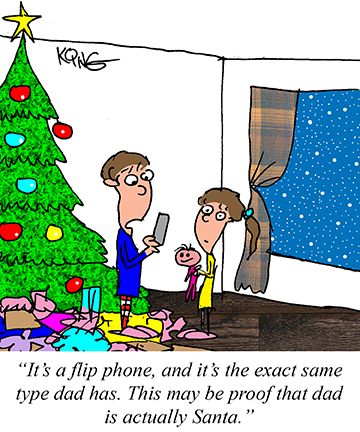 KONG
“It’s a flip phone, and it’s the exact same
type dad has. This may be proof that dad
is actually Santa.”